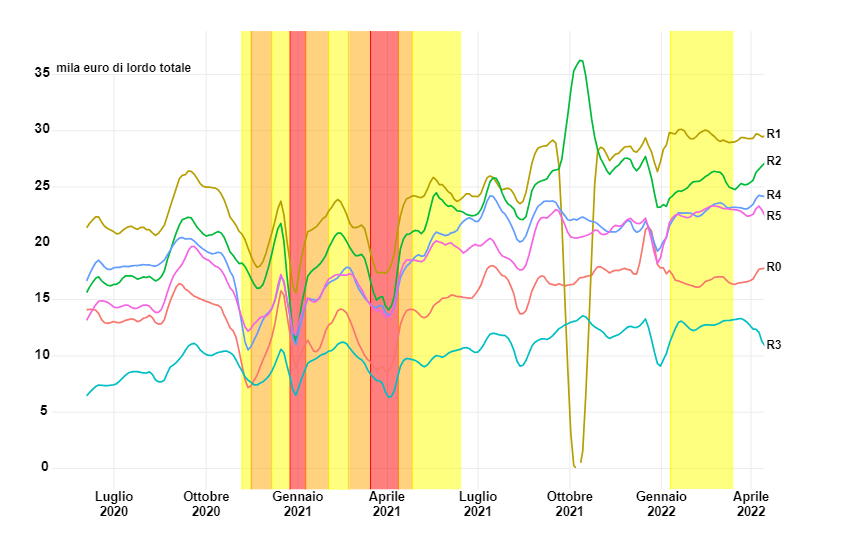 mila euro di lordo totale
35
30
25
20
15
10
5
0
R1
R2
R4
R5
R0
R3
Luglio Ottobre Gennaio Aprile Luglio Ottobre Gennaio Aprile
2020 2020 2021 2021 2021 2021 2022 2022